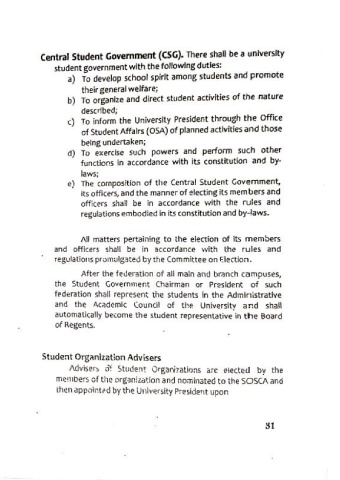 Central Student Government (CSG). There shall be a university
student government with the following duties:
a) To develop school spirit among students and promote
their general welfare;
b) To organize and direct student activities of the nature
described;
c) To inform the University President through the Office
of Student Affairs (OSA) of planned activities and those
being undertaken;
d) To exercise such powers and perform such other
functions in accordance with its constitution and by-
laws;
e) The composition of the Central Student Government,
its officers, and the manner of electing its members and
officers shall be in accordance with the rules and
regulations embodied in its constitution and by-laws.
All matters pertaining to the election of its members
and officers shall be in accordance with the rules and
regulations promulgated by the Committee on Election.
After the federation of all main and branch campuses,
the Student Government Chairman or President of such
federation shall represent the students in the Administrative
and the Academic Council of the University and shall
automatically become the student representative in the Board
of Regents.
Student Organization Advisers
Advisers of Student Organizations are elected by the
members of the organization and nominated to the SOSCA and
then appointed by the University President upon
31